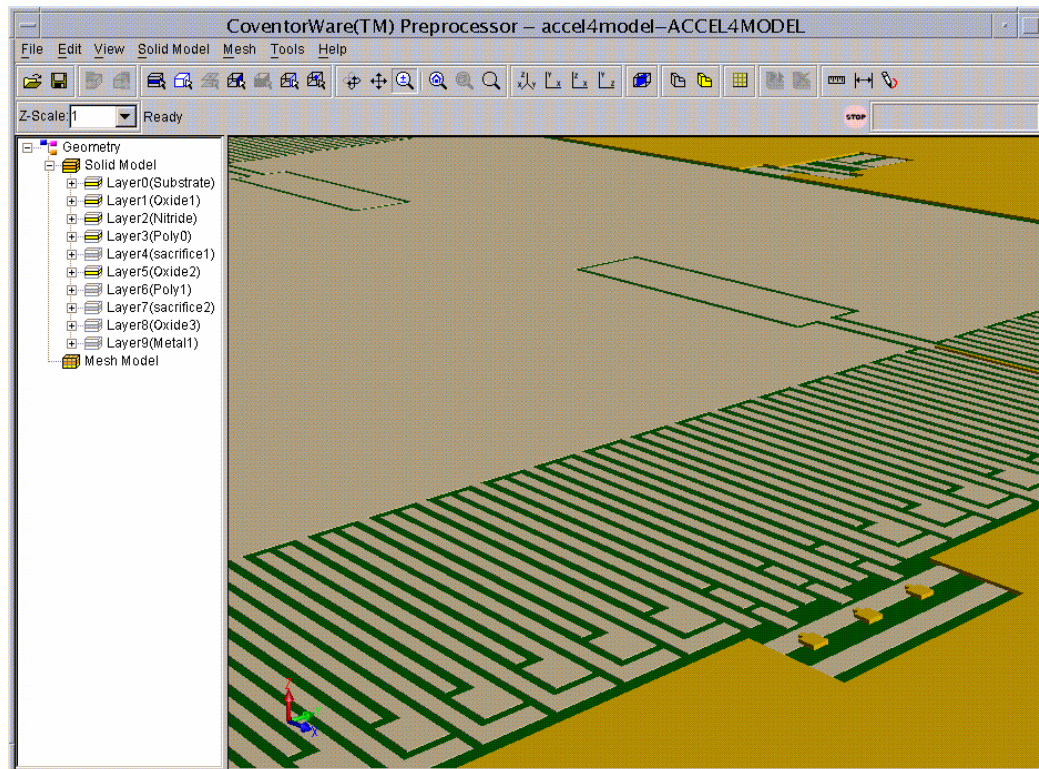 CoventorWare(TM) Preprocessor – accel4model–ACCEL4MODEL
File Edit View Solid Model Mesh Tools Help
Z-Scale: 1 Ready STOP
Geometry
Solid Model
Layer0(Substrate)
Layer1(Oxide1)
Layer2(Nitride)
Layer3(Poly0)
Layer4(sacrifice1)
Layer5(Oxide2)
Layer6(Poly1)
Layer7(sacrifice2)
Layer8(Oxide3)
Layer9(Metal1)
Mesh Model
Z
X